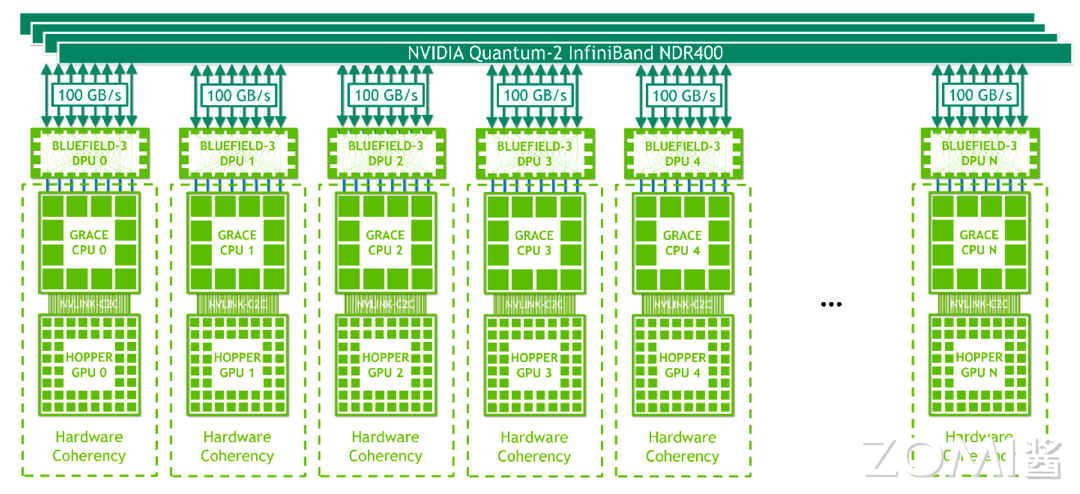 NVIDIA Quantum-2 InfiniBand NDR400
100 GB/s
100 GB/s
100 GB/s
100 GB/s
100 GB/s
100 GB/s
BLUEFIELD-3
DPU 0
BLUEFIELD-3
DPU 1
BLUEFIELD-3
DPU 2
BLUEFIELD-3
DPU 3
BLUEFIELD-3
DPU 4
BLUEFIELD-3
DPU N
GRACE
CPU 0
GRACE
CPU 1
GRACE
CPU 2
GRACE
CPU 3
GRACE
CPU 4
GRACE
CPU N
NVLINK-C2C
NVLINK-C2C
NVLINK-C2C
NVLINK-C2C
NVLINK-C2C
...
NVLINK-C2C
HOPPER
GPU 0
HOPPER
GPU 1
HOPPER
GPU 2
HOPPER
GPU 3
HOPPER
GPU 4
HOPPER
GPU N
Hardware
Coherency
Hardware
Coherency
Hardware
Coherency
Hardware
Coherency
Hardware
Coherency
Hardware
Coherency
ZOMI酱